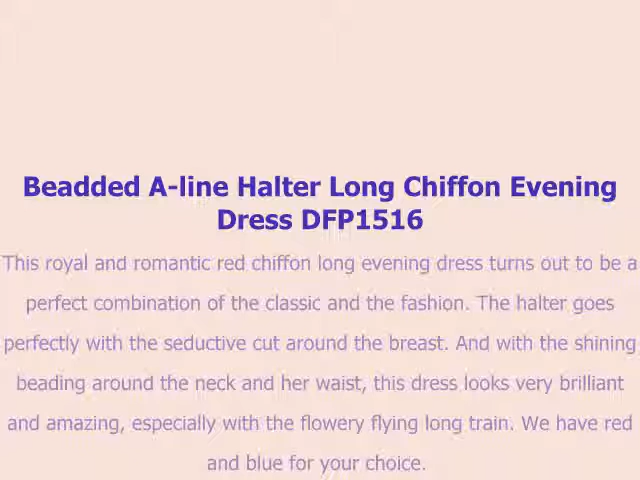 Beadded A-line Halter Long Chiffon Evening
Dress DFP1516
This royal and romantic red chiffon long evening dress turns out to be a
perfect combination of the classic and the fashion. The halter goes
perfectly with the seductive cut around the breast. And with the shining
beading around the neck and her waist, this dress looks very brilliant
and amazing, especially with the flowery flying long train. We have red
and blue for your choice.